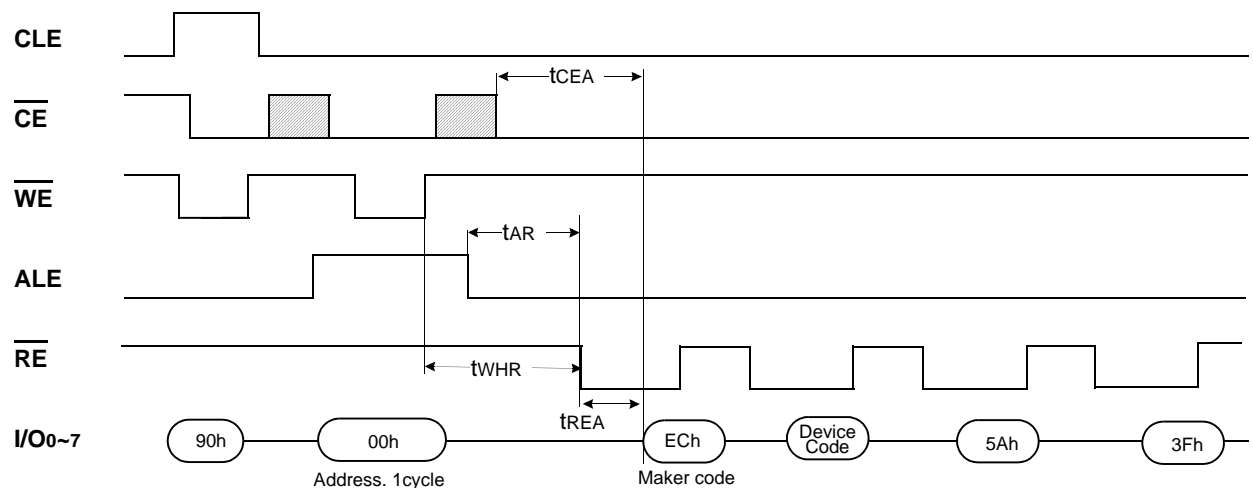 CLE
tCEA
CE
WE
tAR
ALE
RE
tWHR
tREA
I/O0~7
90h
00h
ECh
Device
Code
5Ah
3Fh
Address. 1cycle
Maker code